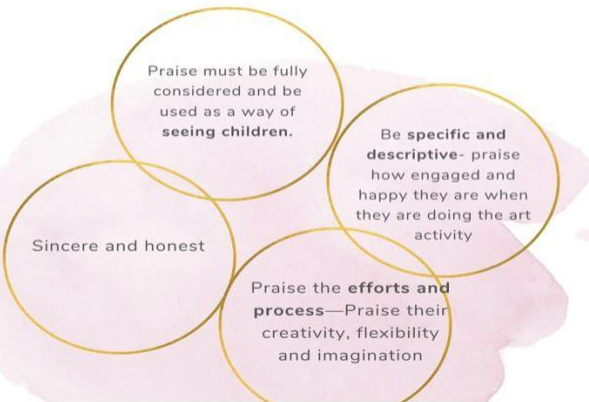 Praise must be fully
considered and be
used as a way of
seeing children.
Be specific and
descriptive- praise
how engaged and
happy they are when
they are doing the art
activity
Sincere and honest
Praise the efforts and
process—Praise their
creativity, flexibility
and imagination